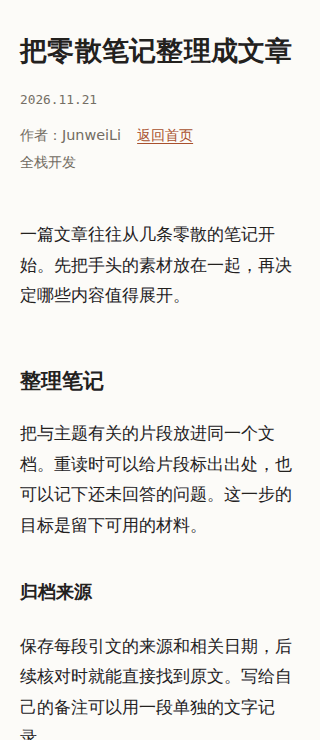 把零散笔记整理成文章
2026.11.21
作者：JunweiLi 返回首页
全栈开发
一篇文章往往从几条零散的笔记开
始。先把手头的素材放在一起，再决
定哪些内容值得展开。
整理笔记
把与主题有关的片段放进同一个文
档。重读时可以给片段标出出处，也
可以记下还未回答的问题。这一步的
目标是留下可用的材料。
归档来源
保存每段引文的来源和相关日期，后
续核对时就能直接找到原文。写给自
己的备注可以用一段单独的文字记
录